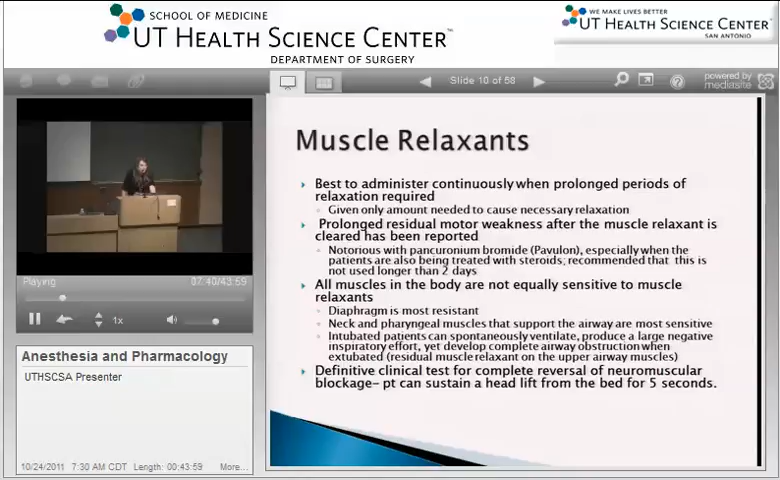 SCHOOL OF MEDICINE
UT HEALTH SCIENCE CENTER™
DEPARTMENT OF SURGERY
WE MAKE LIVES BETTER
UT HEALTH SCIENCE CENTER
SAN ANTONIO
Slide 10 of 58
powered by
mediasite
Playing
07:40/43:59
1x
Anesthesia and Pharmacology
UTHSCSA Presenter
10/24/2011 7:30 AM CDT Length: 00:43:59 More...
Muscle Relaxants
Best to administer continuously when prolonged periods of
relaxation required
Given only amount needed to cause necessary relaxation
Prolonged residual motor weakness after the muscle relaxant is
cleared has been reported
Notorious with pancuronium bromide (Pavulon), especially when the
patients are also being treated with steroids; recommended that this is
not used longer than 2 days
All muscles in the body are not equally sensitive to muscle
relaxants
Diaphragm is most resistant
Neck and pharyngeal muscles that support the airway are most sensitive
Intubated patients can spontaneously ventilate, produce a large negative
inspiratory effort, yet develop complete airway obstruction when
extubated (residual muscle relaxant on the upper airway muscles)
Definitive clinical test for complete reversal of neuromuscular
blockage- pt can sustain a head lift from the bed for 5 seconds.